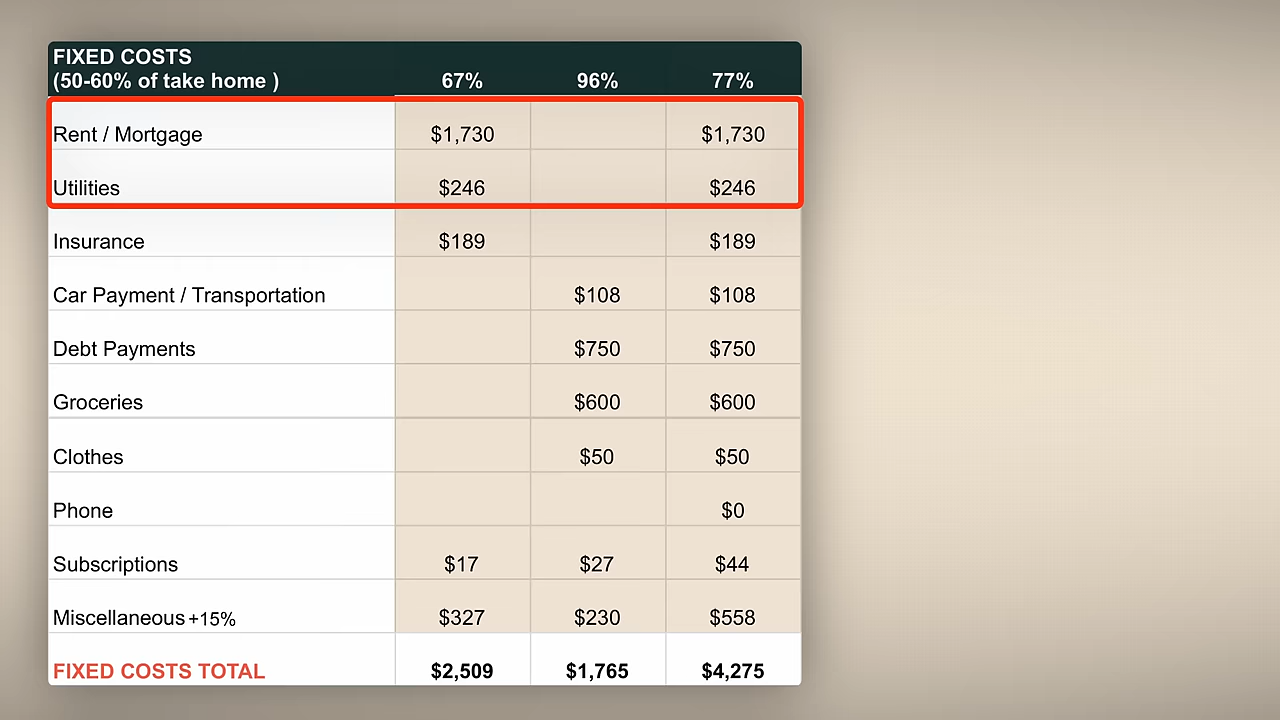 FIXED COSTS
(50-60% of take home ) 67% 96% 77%
Rent / Mortgage $1,730 $1,730
Utilities $246 $246
Insurance $189 $189
Car Payment / Transportation $108 $108
Debt Payments $750 $750
Groceries $600 $600
Clothes $50 $50
Phone $0
Subscriptions $17 $27 $44
Miscellaneous +15% $327 $230 $558
FIXED COSTS TOTAL $2,509 $1,765 $4,275